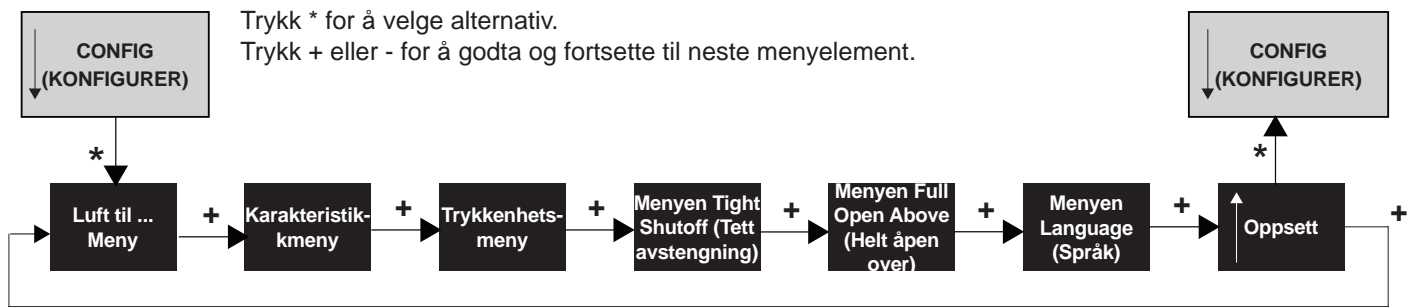 Trykk * for å velge alternativ.
Trykk + eller - for å godta og fortsette til neste menyelement.
CONFIG
(KONFIGURER)
CONFIG
(KONFIGURER)
*
*
Luft til ...
Meny
+
Karakteristik-
kmeny
+
Trykkenhets-
meny
+
Menyen Tight
Shutoff (Tett
avstengning)
+
Menyen Full
Open Above
(Helt åpen
over)
+
Menyen
Language
(Språk)
+
Oppsett
+